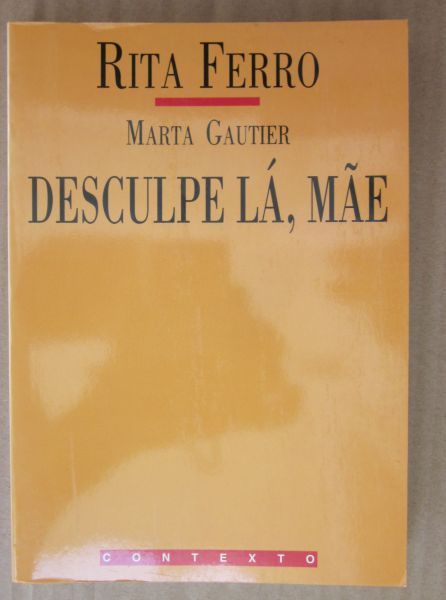 RITA FERRO
MARTA GAUTIER
DESCULPE LÁ, MÃE
CONTEXTO